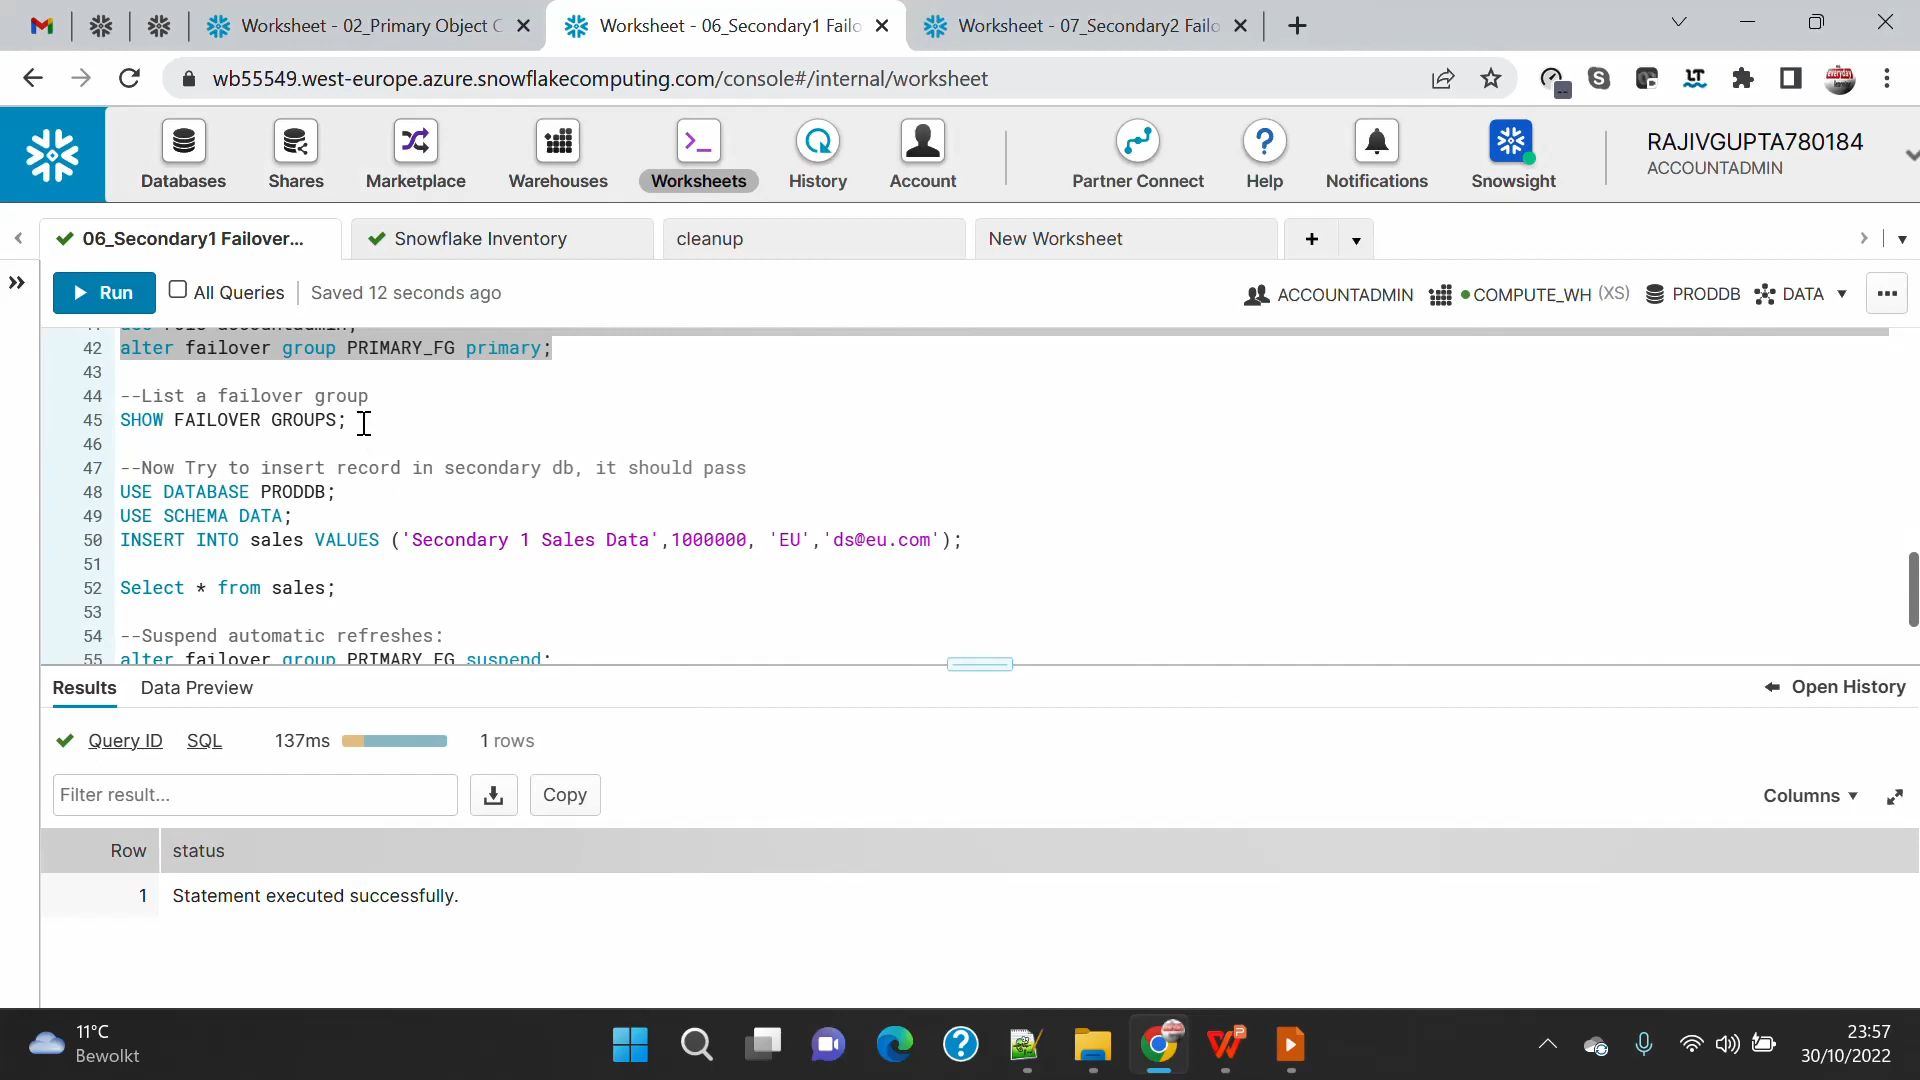 Worksheet - 02_Primary Object C
Worksheet - 06_Secondary1 Failo
Worksheet - 07_Secondary2 Failo
wb55549.west-europe.azure.snowflakecomputing.com/console#/internal/worksheet
Databases
Shares
Marketplace
Warehouses
Worksheets
History
Account
Partner Connect
Help
Notifications
Snowsight
RAJIVGUPTA780184
ACCOUNTADMIN
06_Secondary1 Failover...
Snowflake Inventory
cleanup
New Worksheet
Run
All Queries
Saved 12 seconds ago
ACCOUNTADMIN
COMPUTE_WH (XS)
PRODDB
DATA
42 alter failover group PRIMARY_FG primary;
43
44 --List a failover group
45 SHOW FAILOVER GROUPS;
46
47 --Now Try to insert record in secondary db, it should pass
48 USE DATABASE PRODDB;
49 USE SCHEMA DATA;
50 INSERT INTO sales VALUES ('Secondary 1 Sales Data',1000000, 'EU','ds@eu.com');
51
52 Select * from sales;
53
54 --Suspend automatic refreshes:
55 alter failover group PRIMARY_FG suspend;
Results
Data Preview
Open History
Query ID
SQL
137ms
1 rows
Filter result...
Copy
Columns
Row status
1 Statement executed successfully.
11°C
Bewolkt
23:57
30/10/2022